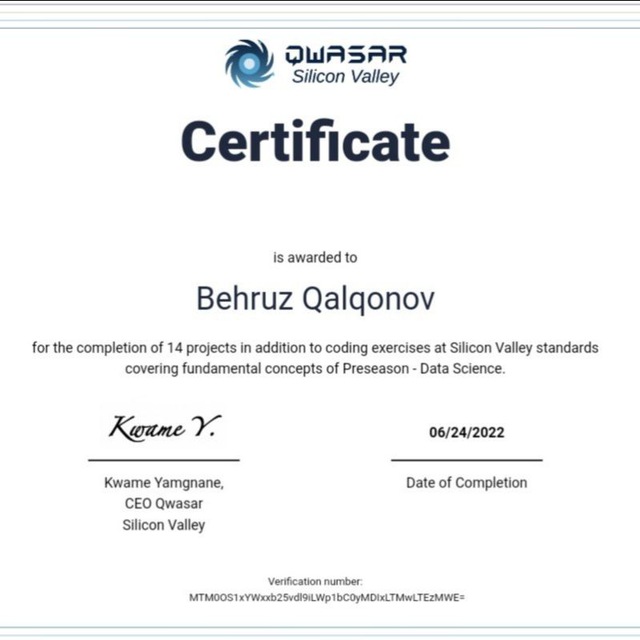 QWASAR
Silicon Valley
Certificate
is awarded to
Behruz Qalqonov
for the completion of 14 projects in addition to coding exercises at Silicon Valley standards
covering fundamental concepts of Preseason - Data Science.
Kwame Y.
06/24/2022
Kwame Yamgnane,
Date of Completion
CEO Qwasar
Silicon Valley
Verification number:
MTM0OS1xYWxxb25vdl9iLWp1bC0yMDIxLTMwLTEzMWE=